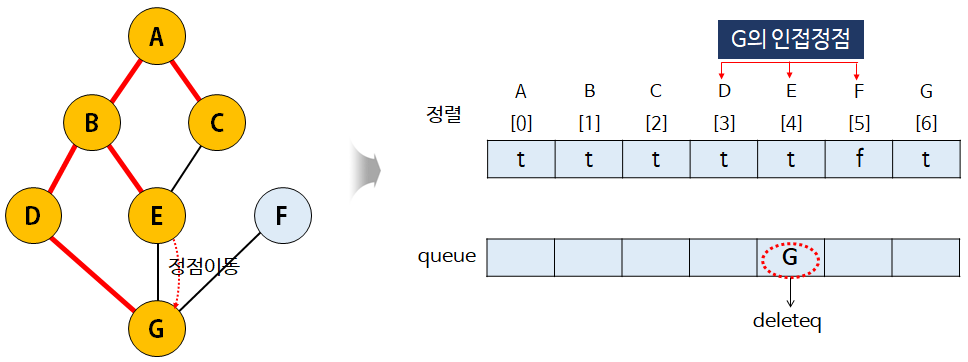 A
B
C
D
E
F
정점이동
G
G의 인접정점
A B C D E F G
정렬 [0] [1] [2] [3] [4] [5] [6]
t t t t t f t
queue G
deleteq